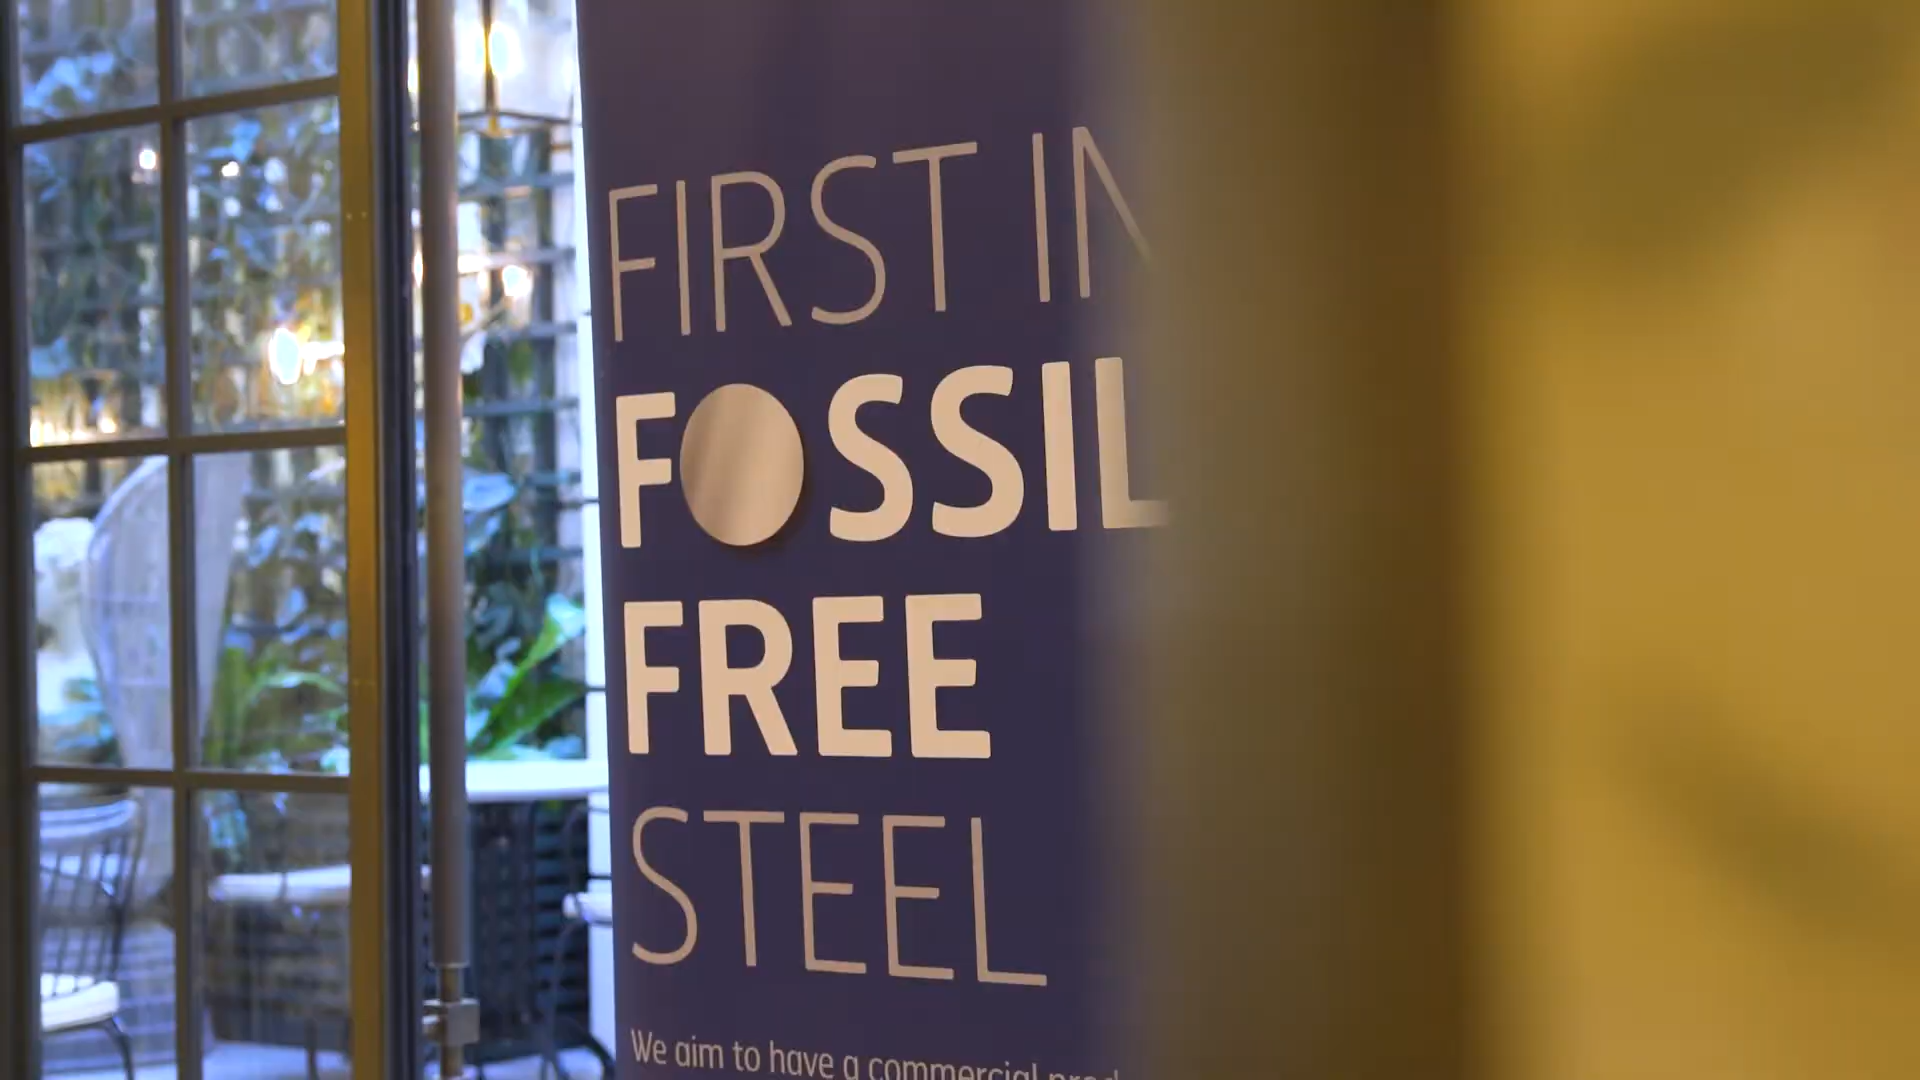 FIRST IN
FOSSIL
FREE
STEEL
We aim to have a commercial